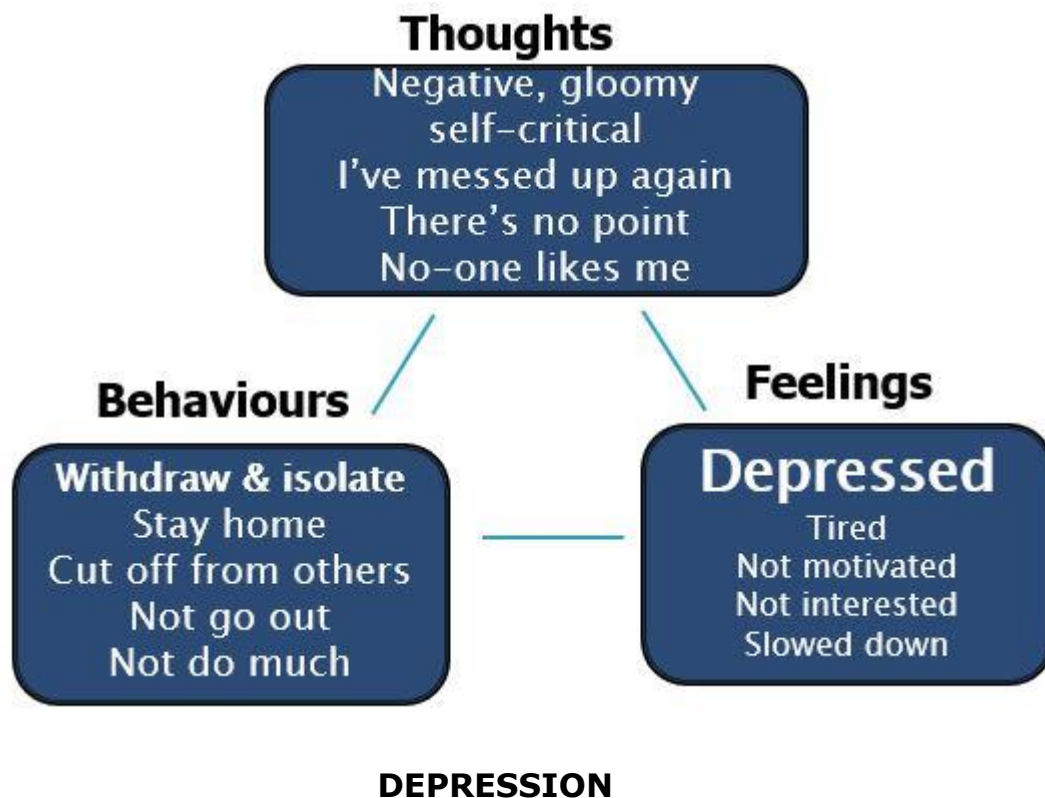 Thoughts
Negative, gloomy
self-critical
I've messed up again
There's no point
No-one likes me
Behaviours
Withdraw & isolate
Stay home
Cut off from others
Not go out
Not do much
Feelings
Depressed
Tired
Not motivated
Not interested
Slowed down
DEPRESSION